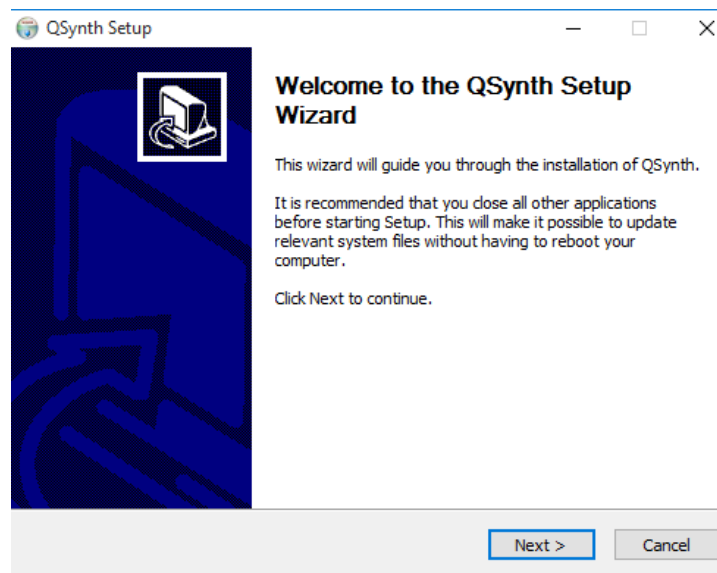 QSynth Setup
Welcome to the QSynth Setup
Wizard
This wizard will guide you through the installation of QSynth.
It is recommended that you close all other applications
before starting Setup. This will make it possible to update
relevant system files without having to reboot your
computer.
Click Next to continue.
Next >
Cancel